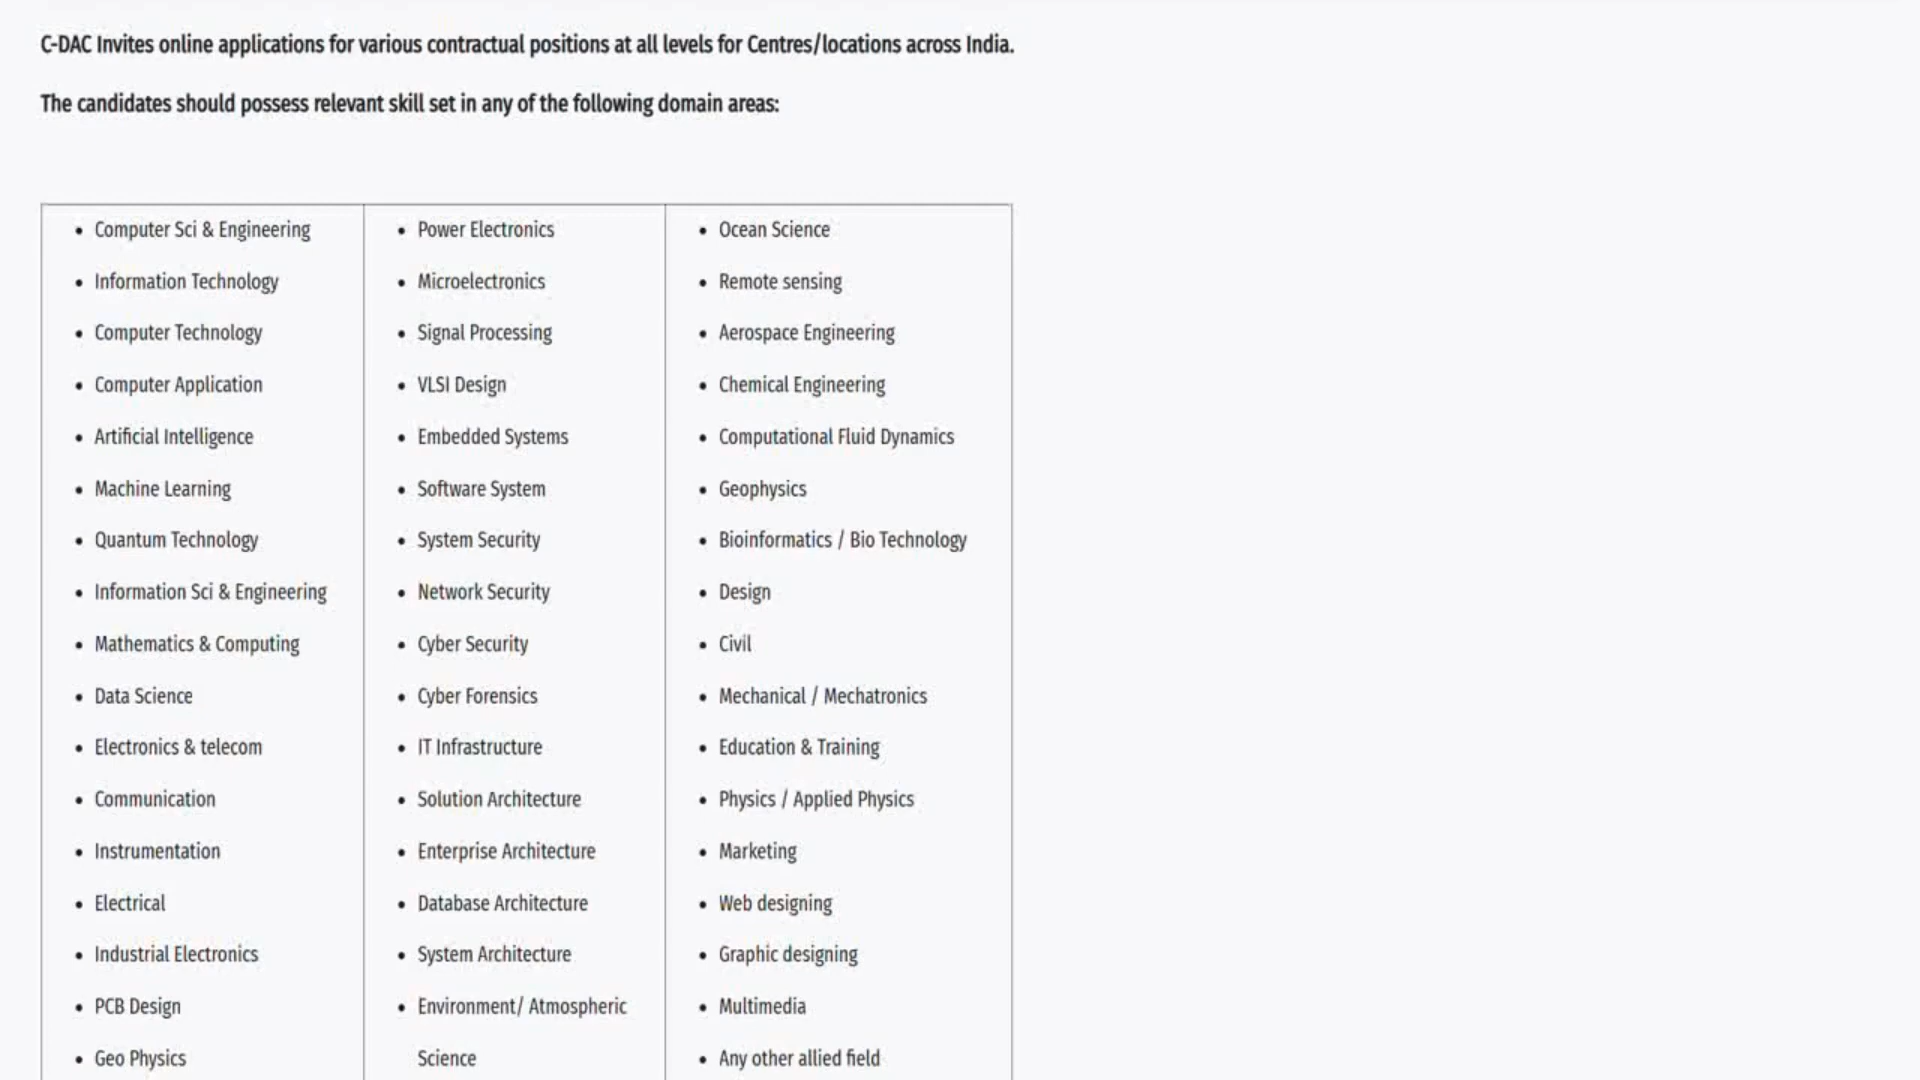 C-DAC Invites online applications for various contractual positions at all levels for Centres/locations across India.
The candidates should possess relevant skill set in any of the following domain areas:
• Computer Sci & Engineering
• Information Technology
• Computer Technology
• Computer Application
• Artificial Intelligence
• Machine Learning
• Quantum Technology
• Information Sci & Engineering
• Mathematics & Computing
• Data Science
• Electronics & telecom
• Communication
• Instrumentation
• Electrical
• Industrial Electronics
• PCB Design
• Geo Physics
• Power Electronics
• Microelectronics
• Signal Processing
• VLSI Design
• Embedded Systems
• Software System
• System Security
• Network Security
• Cyber Security
• Cyber Forensics
• IT Infrastructure
• Solution Architecture
• Enterprise Architecture
• Database Architecture
• System Architecture
• Environment/ Atmospheric
Science
• Ocean Science
• Remote sensing
• Aerospace Engineering
• Chemical Engineering
• Computational Fluid Dynamics
• Geophysics
• Bioinformatics / Bio Technology
• Design
• Civil
• Mechanical / Mechatronics
• Education & Training
• Physics / Applied Physics
• Marketing
• Web designing
• Graphic designing
• Multimedia
• Any other allied field